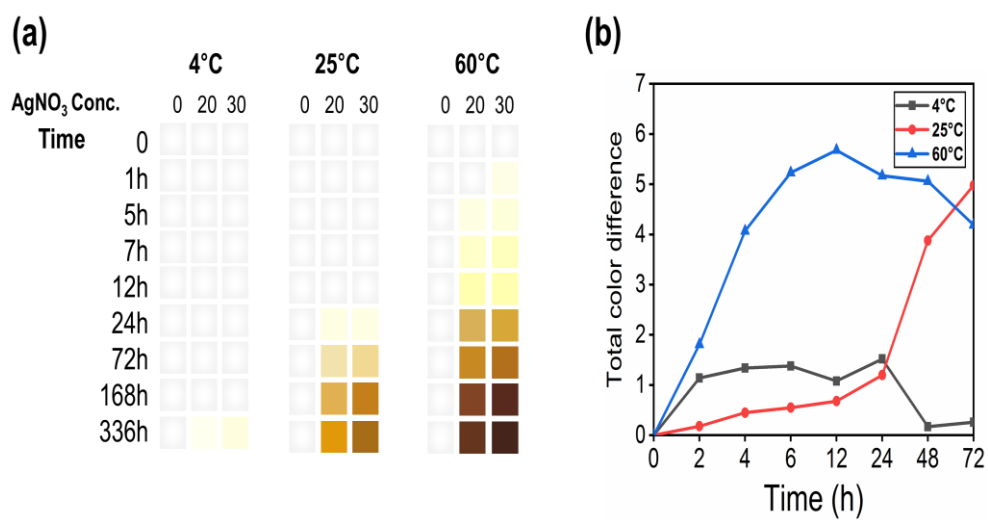 (a)
4°C 25°C 60°C
AgNO₃ Conc. 0 20 30 0 20 30 0 20 30
Time 0
1h
5h
7h
12h
24h
72h
168h
336h
(b)
7
6
5
4
3
2
1
0
Total color difference
4°C
25°C
60°C
0 2 4 6 12 24 48 72
Time (h)